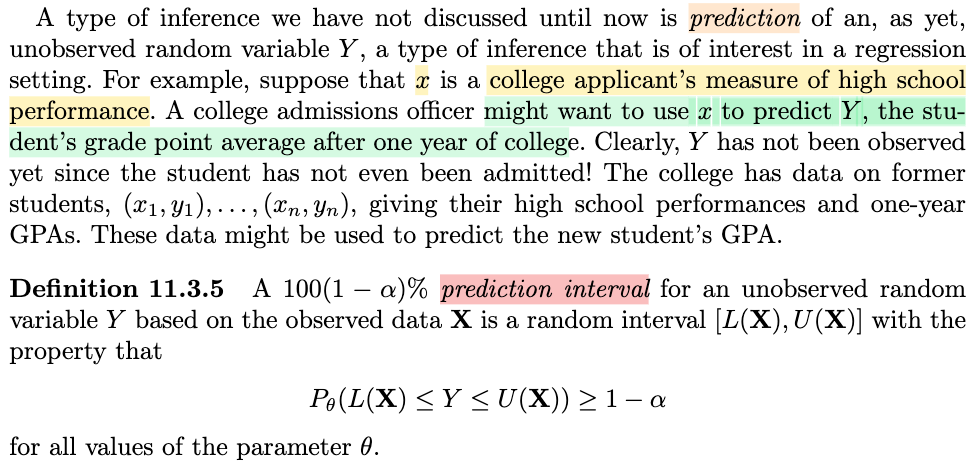 A type of inference we have not discussed until now is prediction of an, as yet,
unobserved random variable Y, a type of inference that is of interest in a regression
setting. For example, suppose that x is a college applicant's measure of high school
performance. A college admissions officer might want to use x to predict Y, the stu-
dent's grade point average after one year of college. Clearly, Y has not been observed
yet since the student has not even been admitted! The college has data on former
students, (x₁, y₁), . . . , (xₙ, yₙ), giving their high school performances and one-year
GPAs. These data might be used to predict the new student's GPA.
Definition 11.3.5 A 100(1 − α)% prediction interval for an unobserved random
variable Y based on the observed data X is a random interval [L(X), U(X)] with the
property that
P_θ(L(X) ≤ Y ≤ U(X)) ≥ 1 − α
for all values of the parameter θ.